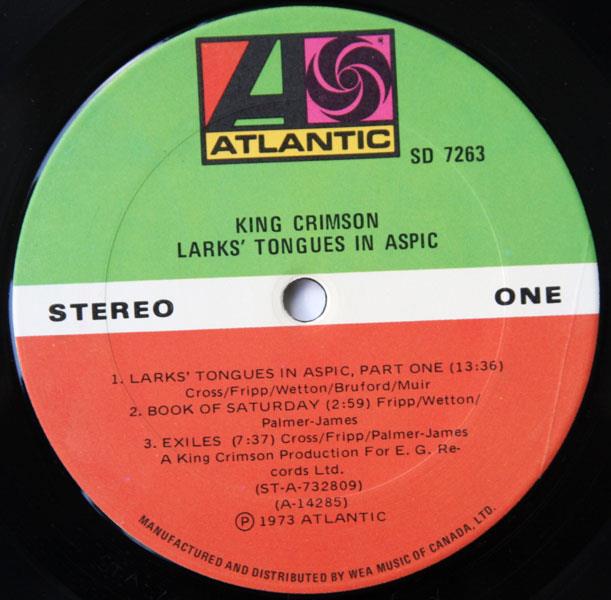 ATLANTIC
SD 7263
KING CRIMSON
LARKS' TONGUES IN ASPIC
STEREO
ONE
1. LARKS' TONGUES IN ASPIC, PART ONE (13:36)
Cross/Fripp/Wetton/Bruford/Muir
2. BOOK OF SATURDAY (2:59) Fripp/Wetton/
Palmer-James
3. EXILES (7:37) Cross/Fripp/Palmer-James
A King Crimson Production For E. G. Re-
cords Ltd.
(ST-A-732809)
(A-14285)
Ⓟ 1973 ATLANTIC
MANUFACTURED AND DISTRIBUTED BY WEA MUSIC OF CANADA, LTD.